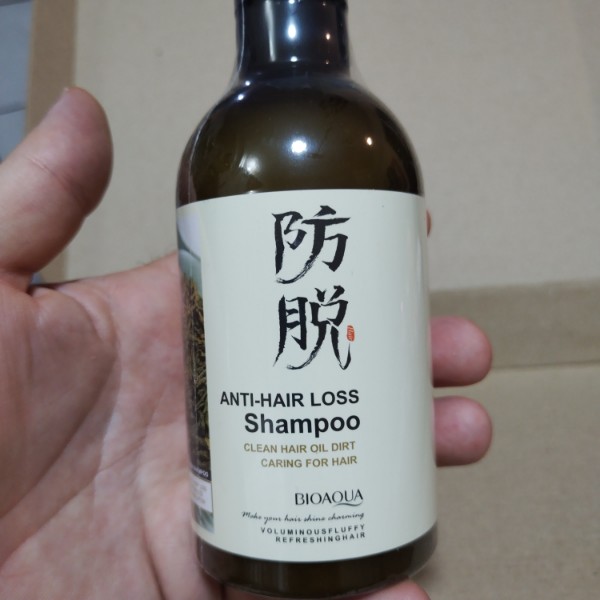 防
脱
ANTI-HAIR LOSS
Shampoo
CLEAN HAIR OIL DIRT
CARING FOR HAIR
BIOAQUA
Make your hair shine charming
VOLUMINOUSFLUFFY
REFRESHINGHAIR